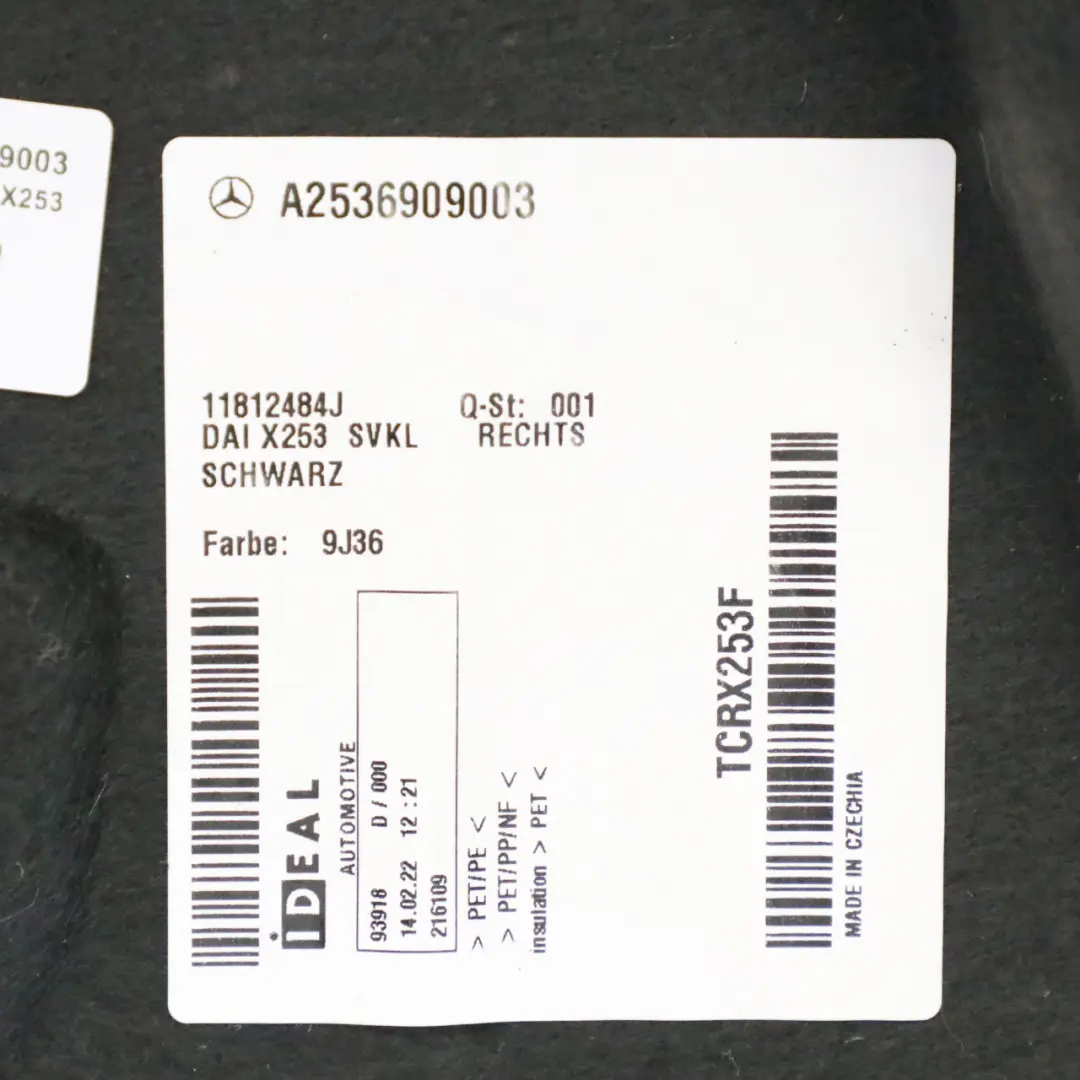 9003
X253
A2536909003
11812484J Q-St: 001
DAI X253 SVKL RECHTS
SCHWARZ
Farbe: 9J36
iDEAL
AUTOMOTIVE
93918 D / 000
14.02.22 12 :21
216109
> PET/PE <
> PET/PP/NF <
insulation > PET <
TCRX253F
MADE IN CZECHIA